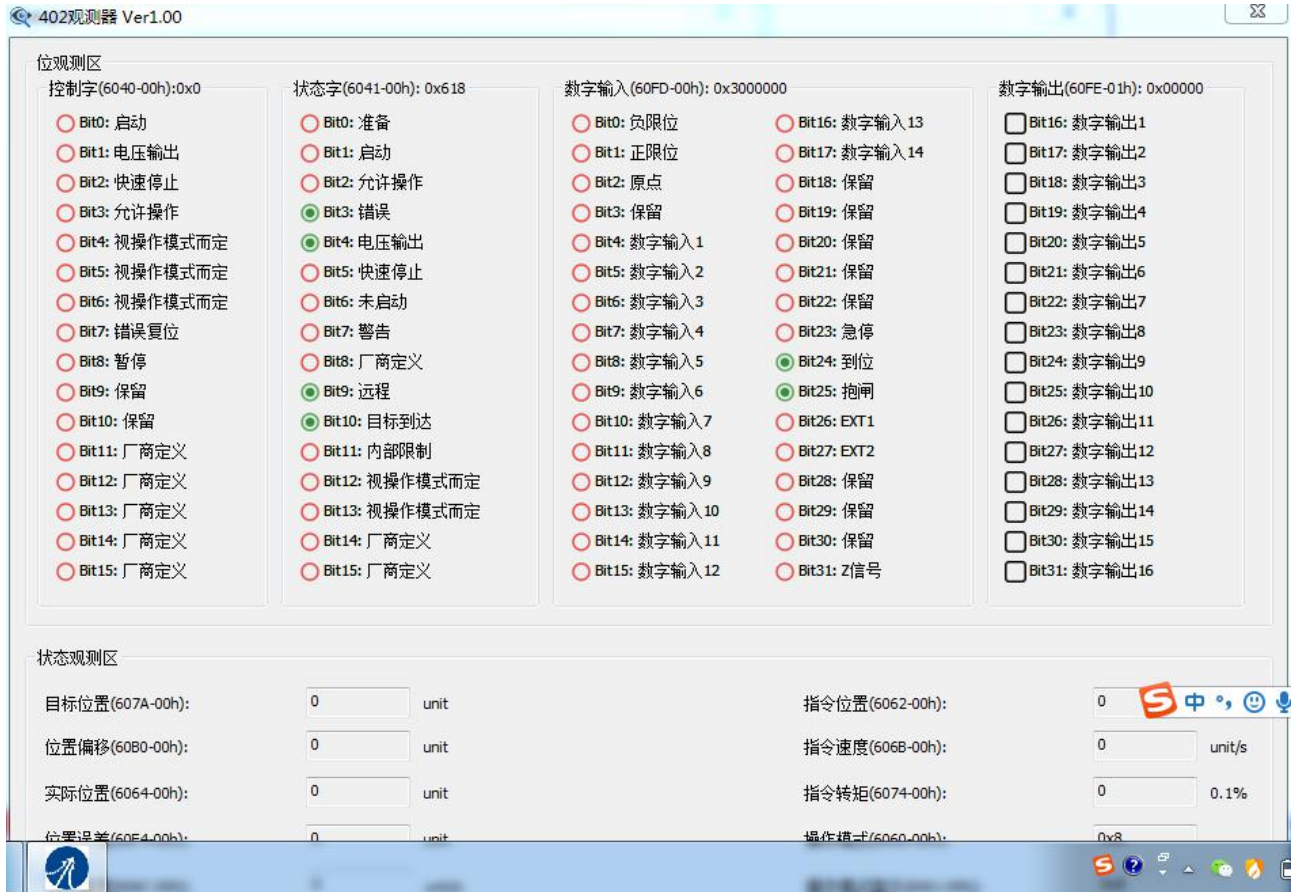 402观测器 Ver1.00
位观测区
控制字(6040-00h):0x0
Bit0: 启动
Bit1: 电压输出
Bit2: 快速停止
Bit3: 允许操作
Bit4: 视操作模式而定
Bit5: 视操作模式而定
Bit6: 视操作模式而定
Bit7: 错误复位
Bit8: 暂停
Bit9: 保留
Bit10: 保留
Bit11: 厂商定义
Bit12: 厂商定义
Bit13: 厂商定义
Bit14: 厂商定义
Bit15: 厂商定义
状态字(6041-00h): 0x618
Bit0: 准备
Bit1: 启动
Bit2: 允许操作
Bit3: 错误
Bit4: 电压输出
Bit5: 快速停止
Bit6: 未启动
Bit7: 警告
Bit8: 厂商定义
Bit9: 远程
Bit10: 目标到达
Bit11: 内部限制
Bit12: 视操作模式而定
Bit13: 视操作模式而定
Bit14: 厂商定义
Bit15: 厂商定义
数字输入(60FD-00h): 0x3000000
Bit0: 负限位
Bit1: 正限位
Bit2: 原点
Bit3: 保留
Bit4: 数字输入1
Bit5: 数字输入2
Bit6: 数字输入3
Bit7: 数字输入4
Bit8: 数字输入5
Bit9: 数字输入6
Bit10: 数字输入7
Bit11: 数字输入8
Bit12: 数字输入9
Bit13: 数字输入10
Bit14: 数字输入11
Bit15: 数字输入12
Bit16: 数字输入13
Bit17: 数字输入14
Bit18: 保留
Bit19: 保留
Bit20: 保留
Bit21: 保留
Bit22: 保留
Bit23: 急停
Bit24: 到位
Bit25: 抱闸
Bit26: EXT1
Bit27: EXT2
Bit28: 保留
Bit29: 保留
Bit30: 保留
Bit31: Z信号
数字输出(60FE-01h): 0x00000
Bit16: 数字输出1
Bit17: 数字输出2
Bit18: 数字输出3
Bit19: 数字输出4
Bit20: 数字输出5
Bit21: 数字输出6
Bit22: 数字输出7
Bit23: 数字输出8
Bit24: 数字输出9
Bit25: 数字输出10
Bit26: 数字输出11
Bit27: 数字输出12
Bit28: 数字输出13
Bit29: 数字输出14
Bit30: 数字输出15
Bit31: 数字输出16
状态观测区
目标位置(607A-00h): 0 unit
指令位置(6062-00h): 0
中
位置偏移(60B0-00h): 0 unit
指令速度(606B-00h): 0 unit/s
实际位置(6064-00h): 0 unit
指令转矩(6074-00h): 0 0.1%
位置误差(60F4-00h): 0 unit
操作模式(6060-00h): 0x8